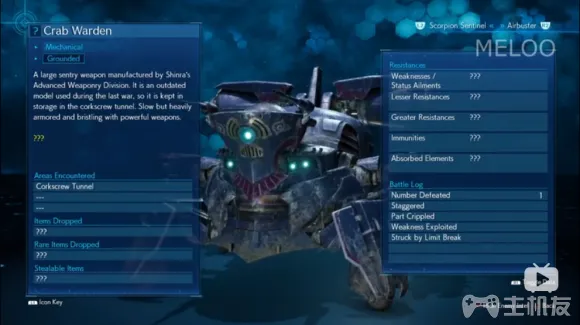 ? Crab Warden
Scorpion Sentinel < > Airbuster
MELOO
• Mechanical
• Grounded
A large sentry weapon manufactured by Shinra's
Advanced Weaponry Division. It is an outdated
model used during the last war, so it is kept in
storage in the corkscrew tunnel. Slow but heavily
armored and bristling with powerful weapons.
???
Areas Encountered
Corkscrew Tunnel
---
---
Items Dropped
???
Rare Items Dropped
???
Stealable Items
???
Icon Key
Resistances
Weaknesses / ???
Status Ailments
Lesser Resistances ???
Greater Resistances ???
Immunities ???
Absorbed Elements ???
Battle Log
Number Defeated 1
Staggered
Part Crippled
Weakness Exploited
Struck by Limit Break
主机友